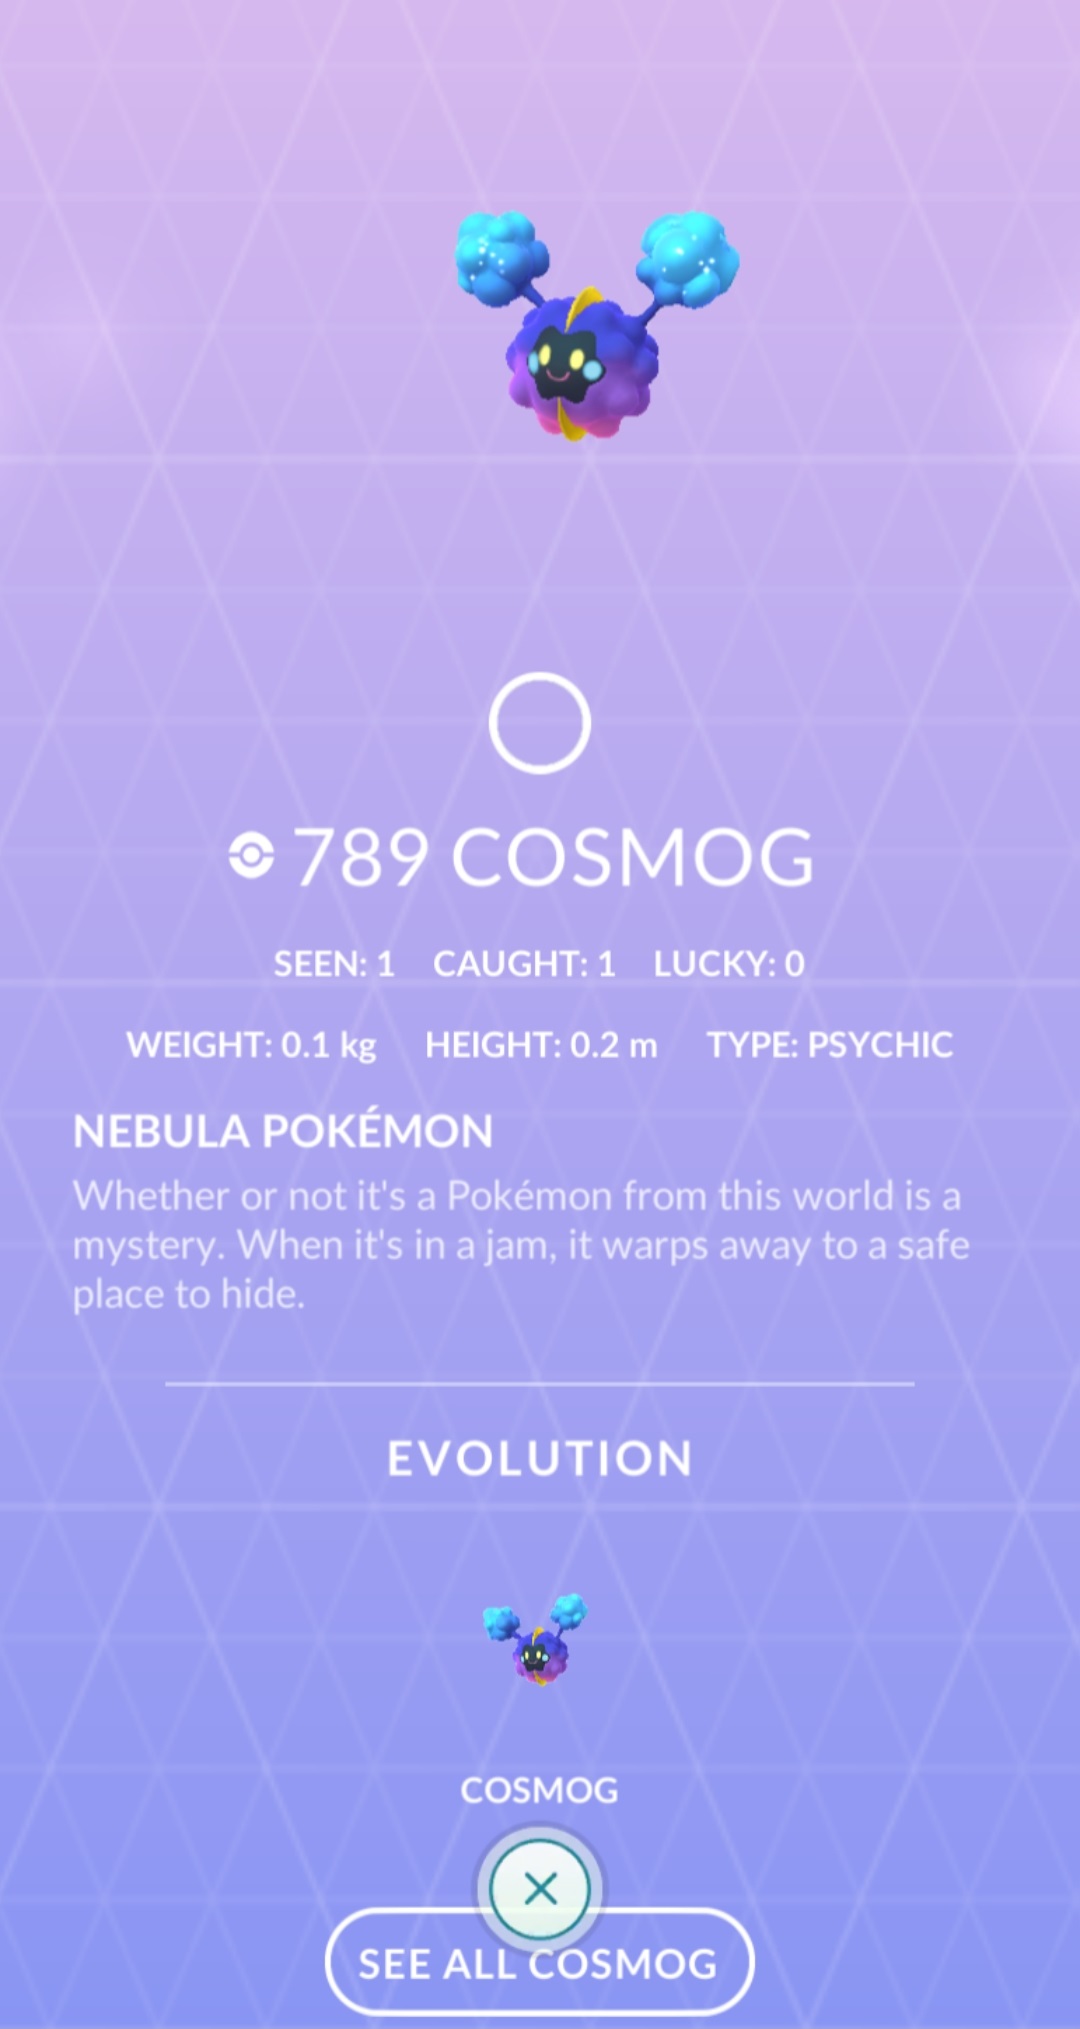 789 COSMOG
SEEN: 1 CAUGHT: 1 LUCKY: 0
WEIGHT: 0.1 kg HEIGHT: 0.2 m TYPE: PSYCHIC
NEBULA POKÉMON
Whether or not it's a Pokémon from this world is a
mystery. When it's in a jam, it warps away to a safe
place to hide.
EVOLUTION
COSMOG
SEE ALL COSMOG